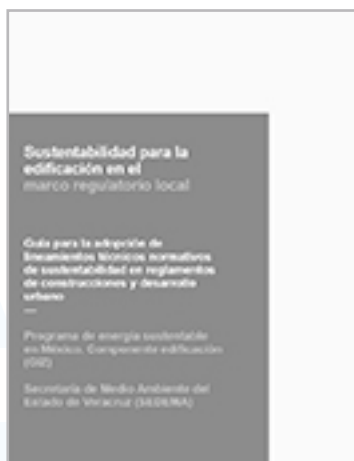 Sustentabilidad para la
edificación en el
marco regulatorio local
Guía para la adopción de
lineamientos técnicos normativos
de sustentabilidad en reglamentos
de construcciones y desarrollo
urbano
—
Programa de energía sustentable
en México. Componente edificación
(GIZ)
Secretaría de Medio Ambiente del
Estado de Veracruz (SEDEMA)